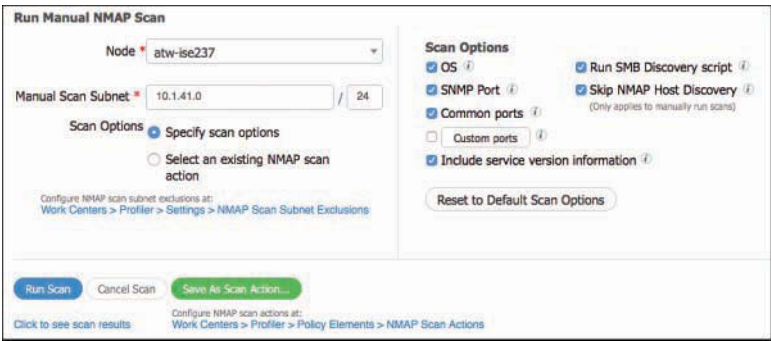 Run Manual NMAP Scan
Node * atw-ise237
Manual Scan Subnet * 10.1.41.0 / 24
Scan Options Specify scan options
Select an existing NMAP scan
action
Configure NMAP scan subnet exclusions at:
Work Centers > Profiler > Settings > NMAP Scan Subnet Exclusions
Scan Options
OS Run SMB Discovery script
SNMP Port Skip NMAP Host Discovery
(Only applies to manually run scans)
Common ports
Custom ports
Include service version information
Reset to Default Scan Options
Run Scan Cancel Scan Save As Scan Action...
Click to see scan results
Configure NMAP scan actions at:
Work Centers > Profiler > Policy Elements > NMAP Scan Actions